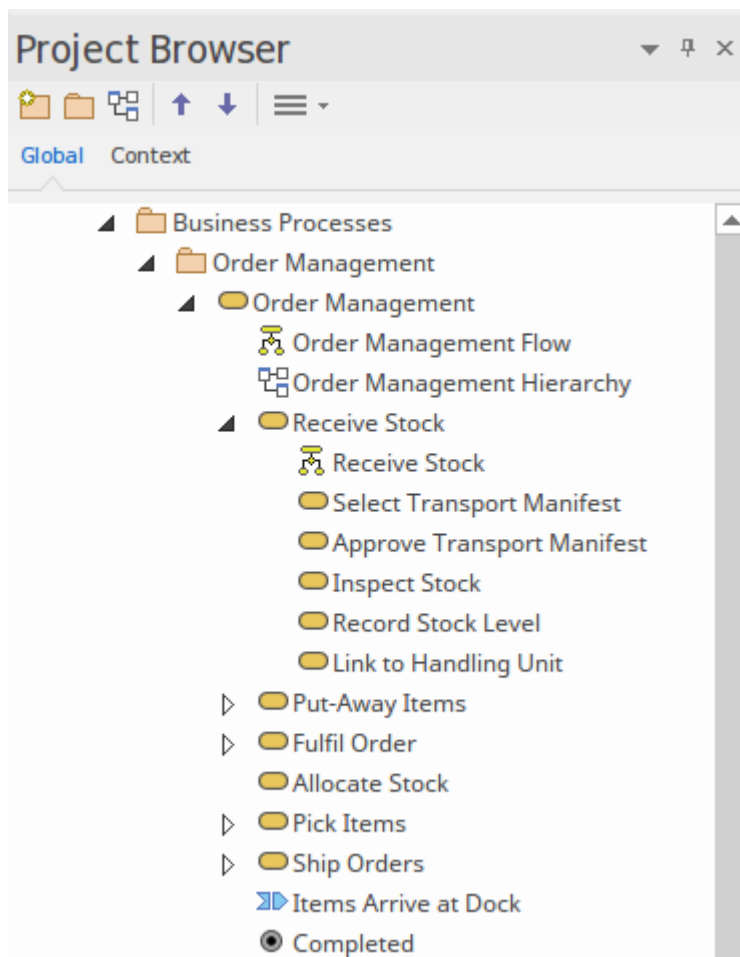 Project Browser
Global Context
Business Processes
Order Management
Order Management
Order Management Flow
Order Management Hierarchy
Receive Stock
Receive Stock
Select Transport Manifest
Approve Transport Manifest
Inspect Stock
Record Stock Level
Link to Handling Unit
Put-Away Items
Fulfil Order
Allocate Stock
Pick Items
Ship Orders
Items Arrive at Dock
Completed